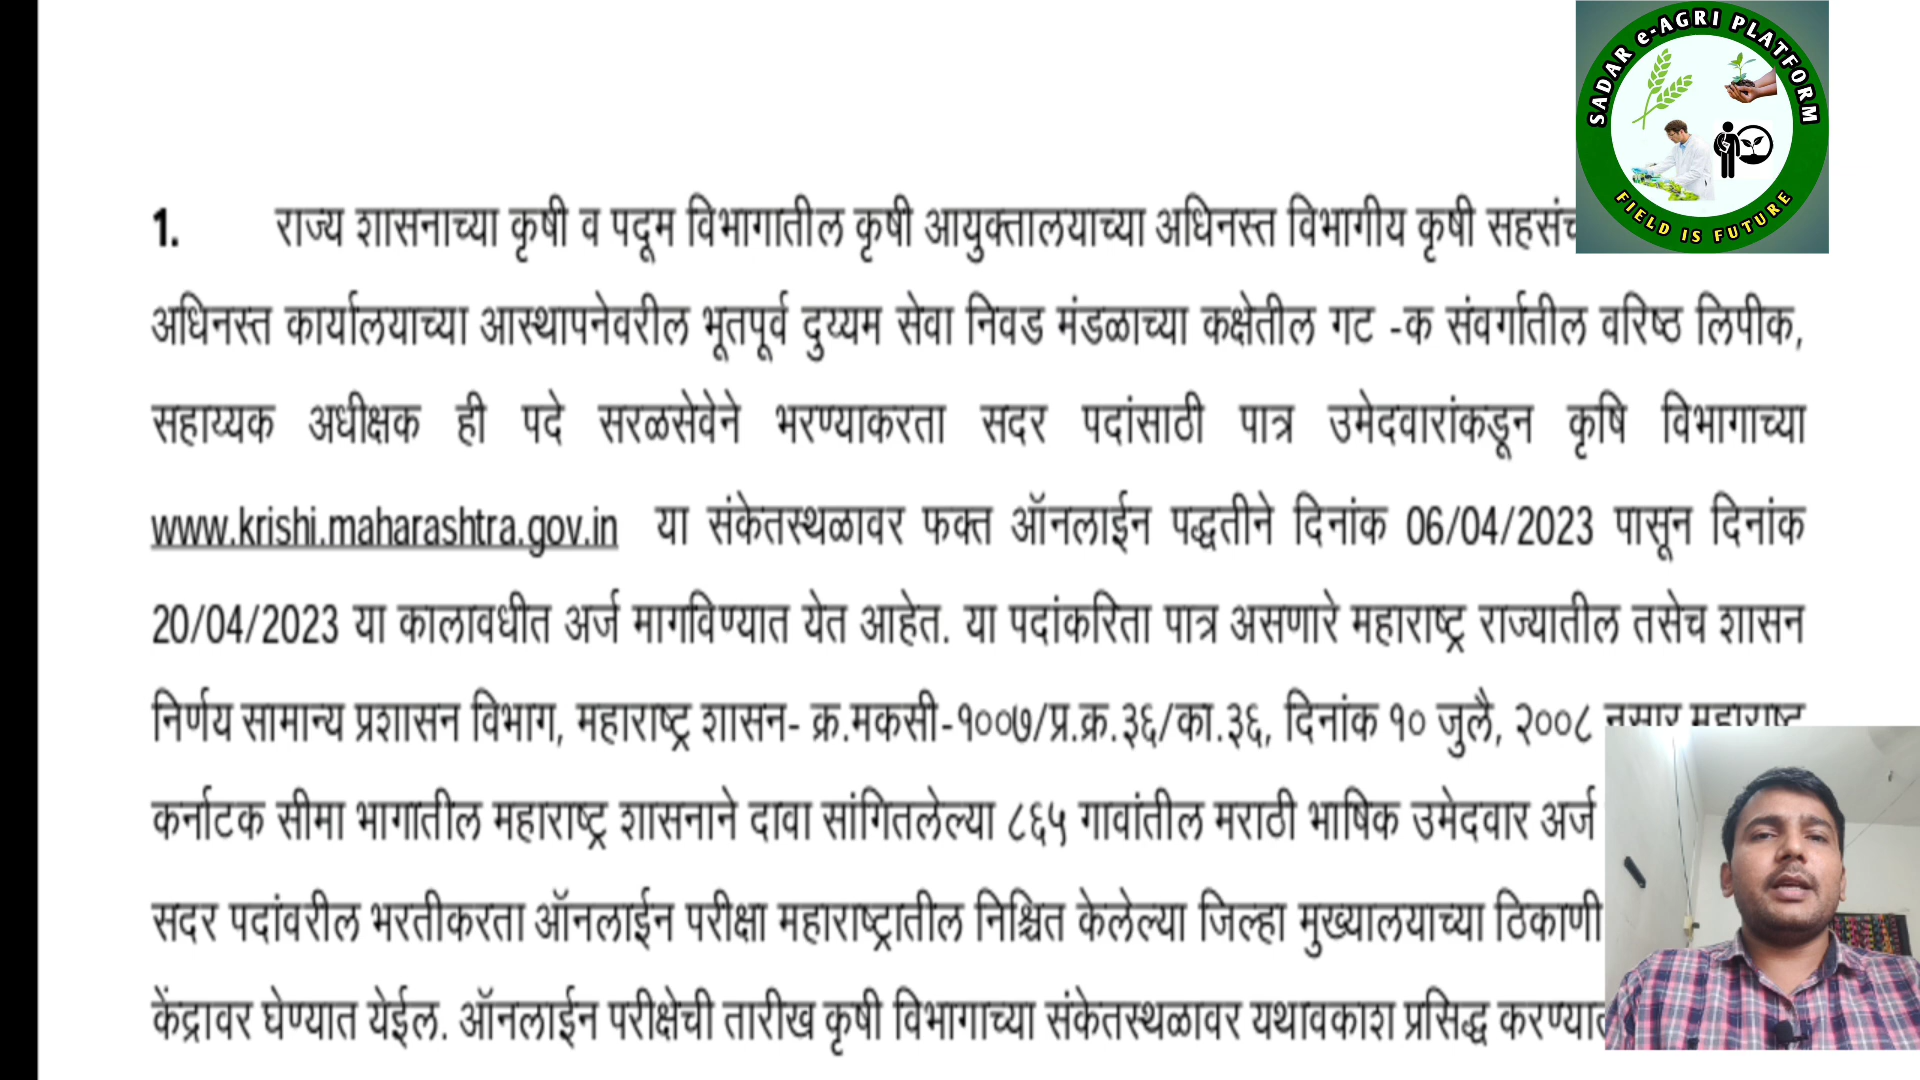 SADAR e-AGRI PLATFORM
FIELD IS FUTURE
1. राज्य शासनाच्या कृषी व पदूम विभागातील कृषी आयुक्तालयाच्या अधिनस्त विभागीय कृषी
अधिनस्त कार्यालयाच्या आस्थापनेवरील भूतपूर्व दुय्यम सेवा निवड मंडळाच्या कक्षेतील गट -क संवर्गातील वरिष्ठ लिपीक,
सहाय्यक अधीक्षक ही पदे सरळसेवेने भरण्याकरता सदर पदांसाठी पात्र उमेदवारांकडून कृषि विभागाच्या
www.krishi.maharashtra.gov.in या संकेतस्थळावर फक्त ऑनलाईन पद्धतीने दिनांक 06/04/2023 पासून दिनांक
20/04/2023 या कालावधीत अर्ज मागविण्यात येत आहेत. या पदांकरिता पात्र असणारे महाराष्ट्र राज्यातील तसेच शासन
निर्णय सामान्य प्रशासन विभाग, महाराष्ट्र शासन- क्र.मकसी-१००७/प्र.क्र.३६/का.३६, दिनांक १० जुलै, २००८
कर्नाटक सीमा भागातील महाराष्ट्र शासनाने दावा सांगितलेल्या ८६५ गावांतील मराठी भाषिक उमेदवार अर्ज
सदर पदांवरील भरतीकरता ऑनलाईन परीक्षा महाराष्ट्रातील निश्चित केलेल्या जिल्हा मुख्यालयाच्या ठिकाणी
केंद्रावर घेण्यात येईल. ऑनलाईन परीक्षेची तारीख कृषी विभागाच्या संकेतस्थळावर यथावकाश प्रसिद्ध